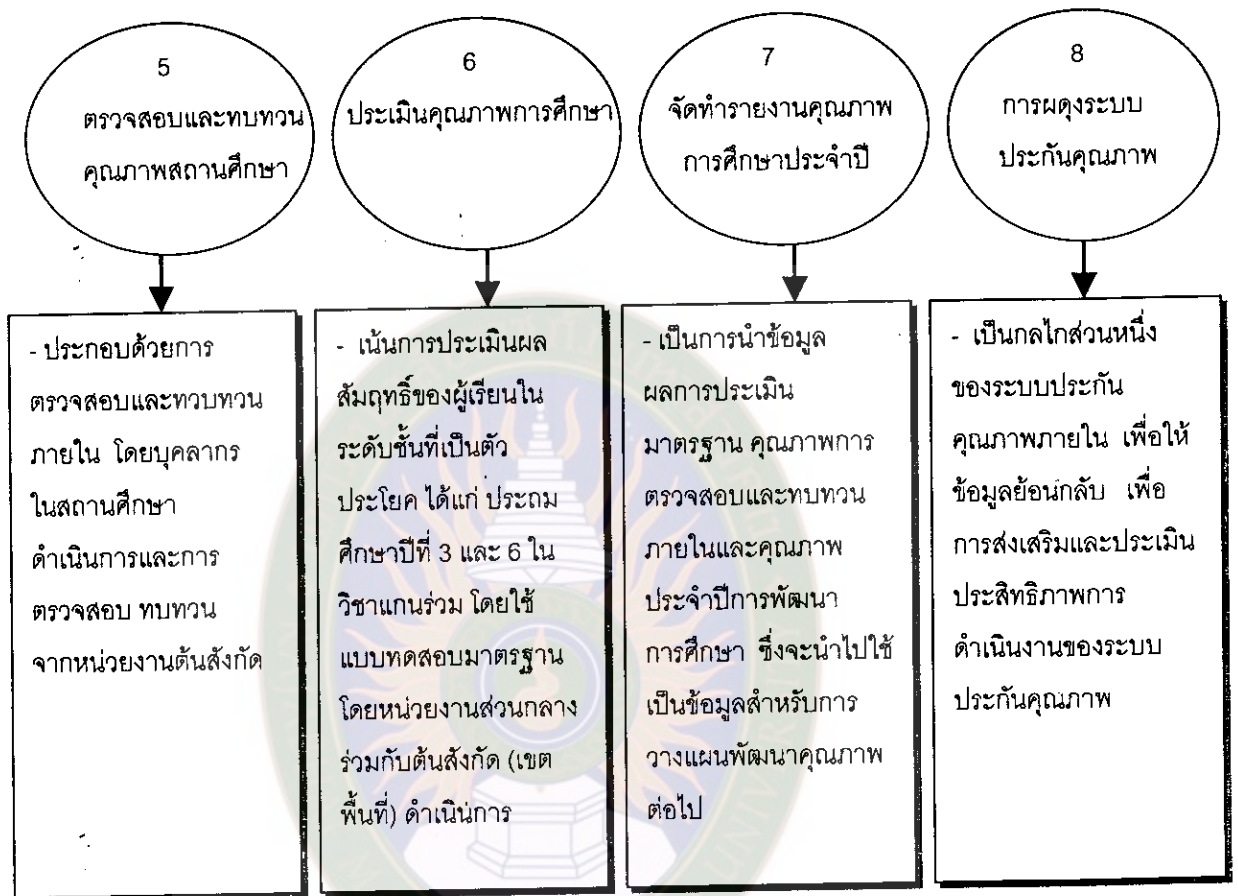 5
ตรวจสอบและทบทวน
คุณภาพสถานศึกษา
- ประกอบด้วยการ
ตรวจสอบและทวบทวน
ภายใน โดยบุคลากร
ในสถานศึกษา
ดำเนินการและการ
ตรวจสอบ ทบทวน
จากหน่วยงานต้นสังกัด
6
ประเมินคุณภาพการศึกษา
- เน้นการประเมินผล
สัมฤทธิ์ของผู้เรียนใน
ระดับชั้นที่เป็นตัว
ประโยค ได้แก่ ประถม
ศึกษาปีที่ 3 และ 6 ใน
วิชาแกนร่วม โดยใช้
แบบทดสอบมาตรฐาน
โดยหน่วยงานส่วนกลาง
ร่วมกับต้นสังกัด (เขต
พื้นที่) ดำเนินการ
7
จัดทำรายงานคุณภาพ
การศึกษาประจำปี
- เป็นการนำข้อมูล
ผลการประเมิน
มาตรฐาน คุณภาพการ
ตรวจสอบและทบทวน
ภายในและคุณภาพ
ประจำปีการพัฒนา
การศึกษา ซึ่งจะนำไปใช้
เป็นข้อมูลสำหรับการ
วางแผนพัฒนาคุณภาพ
ต่อไป
8
การผดุงระบบ
ประกันคุณภาพ
- เป็นกลไกส่วนหนึ่ง
ของระบบประกัน
คุณภาพภายใน เพื่อให้
ข้อมูลย้อนกลับ เพื่อ
การส่งเสริมและประเมิน
ประสิทธิภาพการ
ดำเนินงานของระบบ
ประกันคุณภาพ